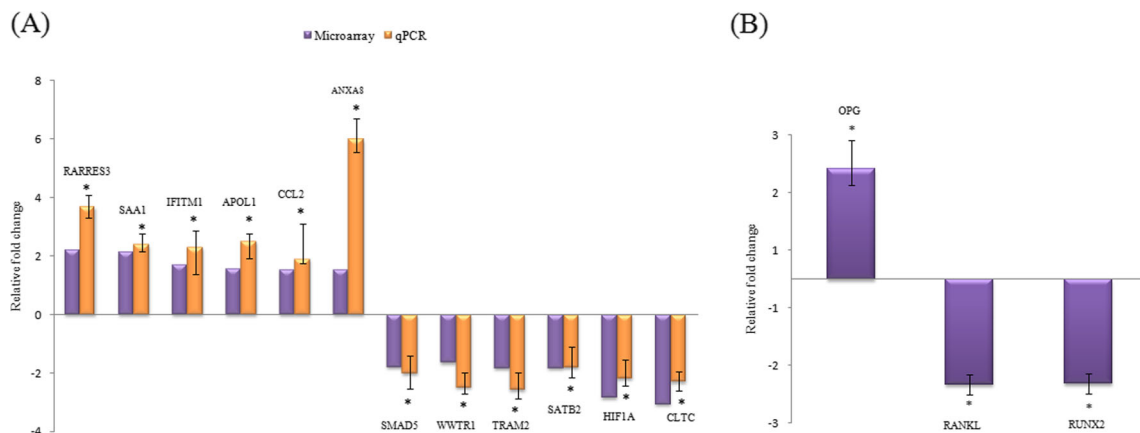 (A)
Microarray qPCR
Relative fold change
8
6
4
2
0
-2
-4
RARRES3
*
SAA1
*
IFITM1
*
APOL1
*
CCL2
*
ANXA8
*
*
SMAD5
*
WWTR1
*
TRAM2
*
SATB2
*
HIF1A
*
CLTC
(B)
Relative fold change
3
2
1
-1
-2
-3
OPG
*
*
RANKL
*
RUNX2